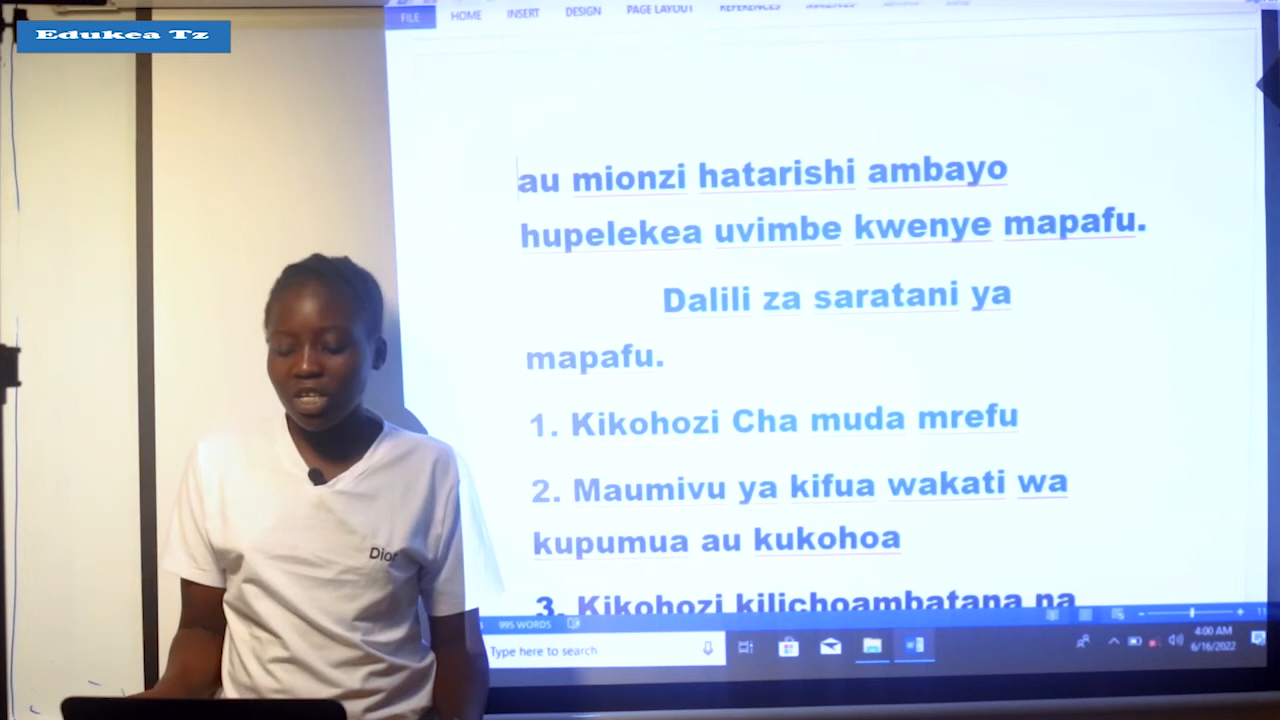 Edukea Tz
FILE HOME INSERT DESIGN PAGE LAYOUT REFERENCES
au mionzi hatarishi ambayo
hupelekea uvimbe kwenye mapafu.
Dalili za saratani ya
mapafu.
1. Kikohozi Cha muda mrefu
2. Maumivu ya kifua wakati wa
kupumua au kukohoa
3. Kikohozi kilichoambatana na
Dior
995 WORDS
Type here to search
4:00 AM
6/16/2022